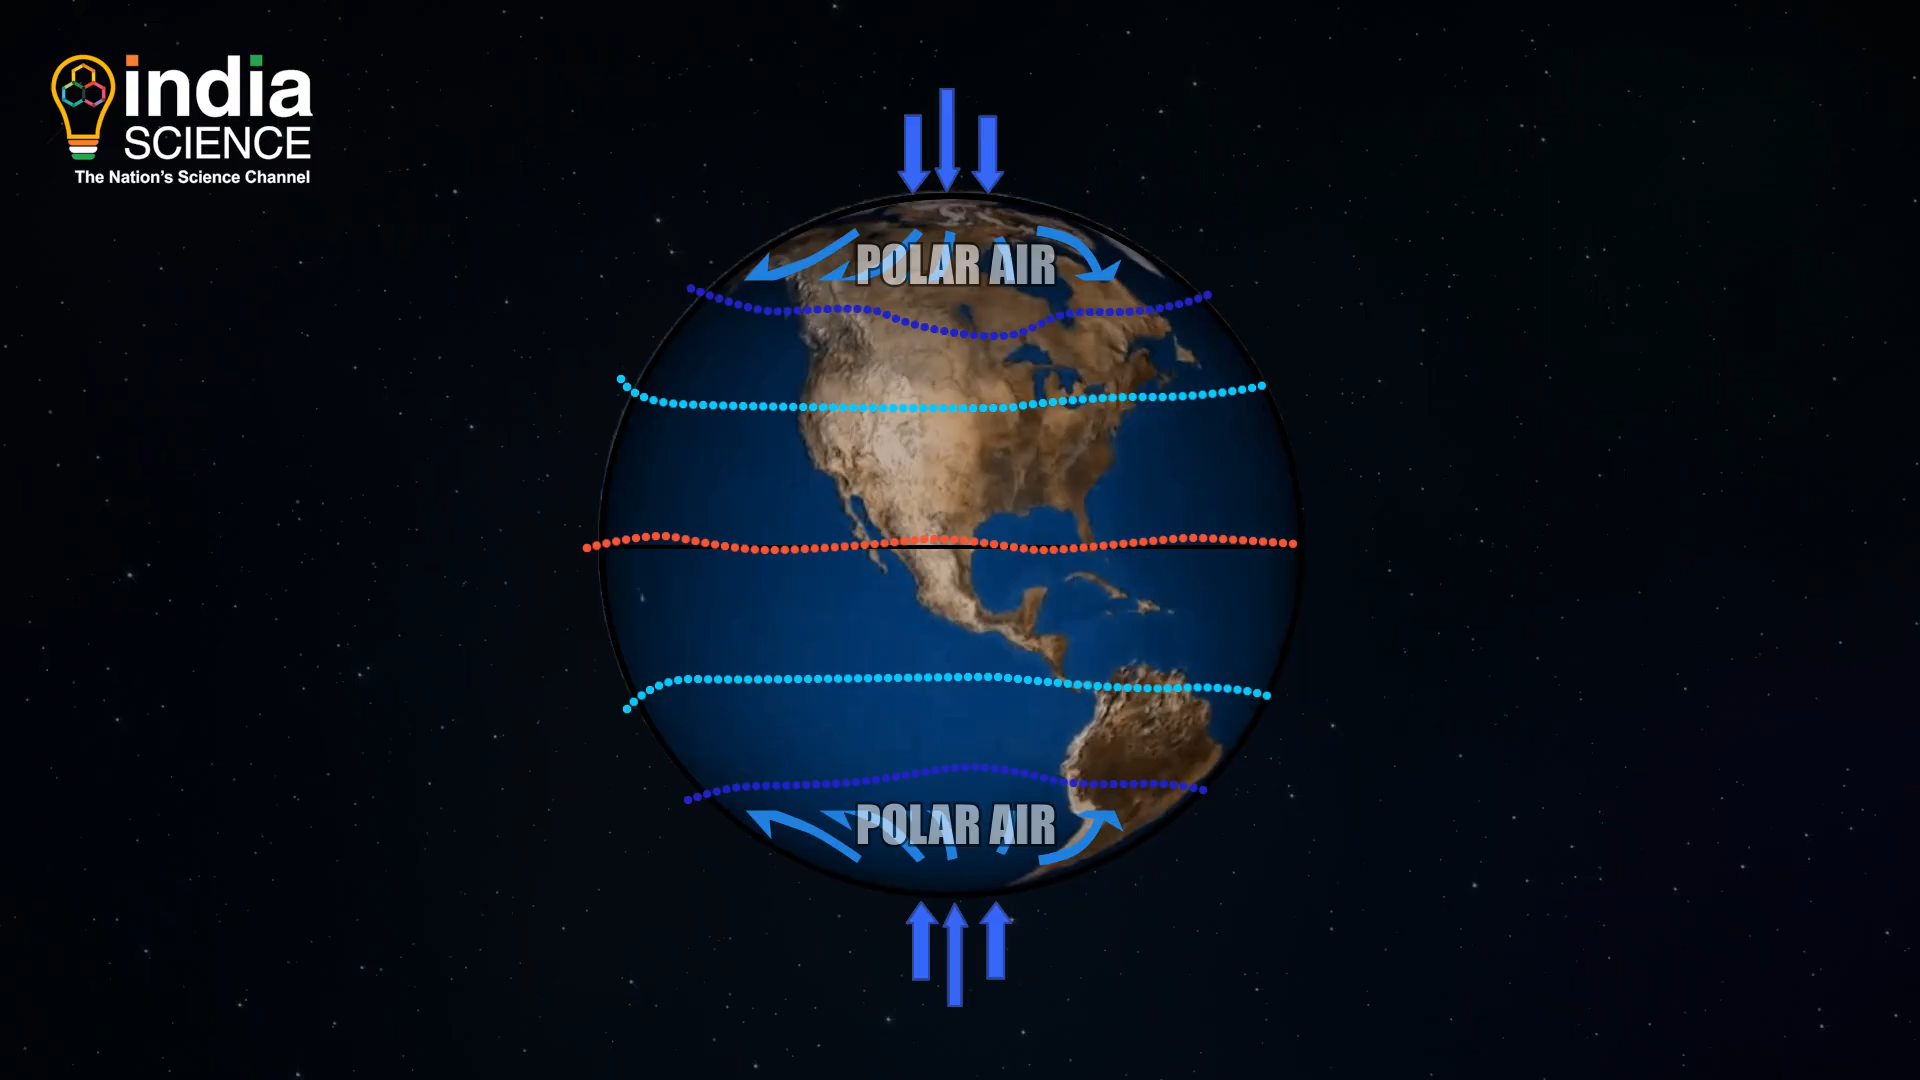 india
SCIENCE
The Nation's Science Channel
POLAR AIR
POLAR AIR